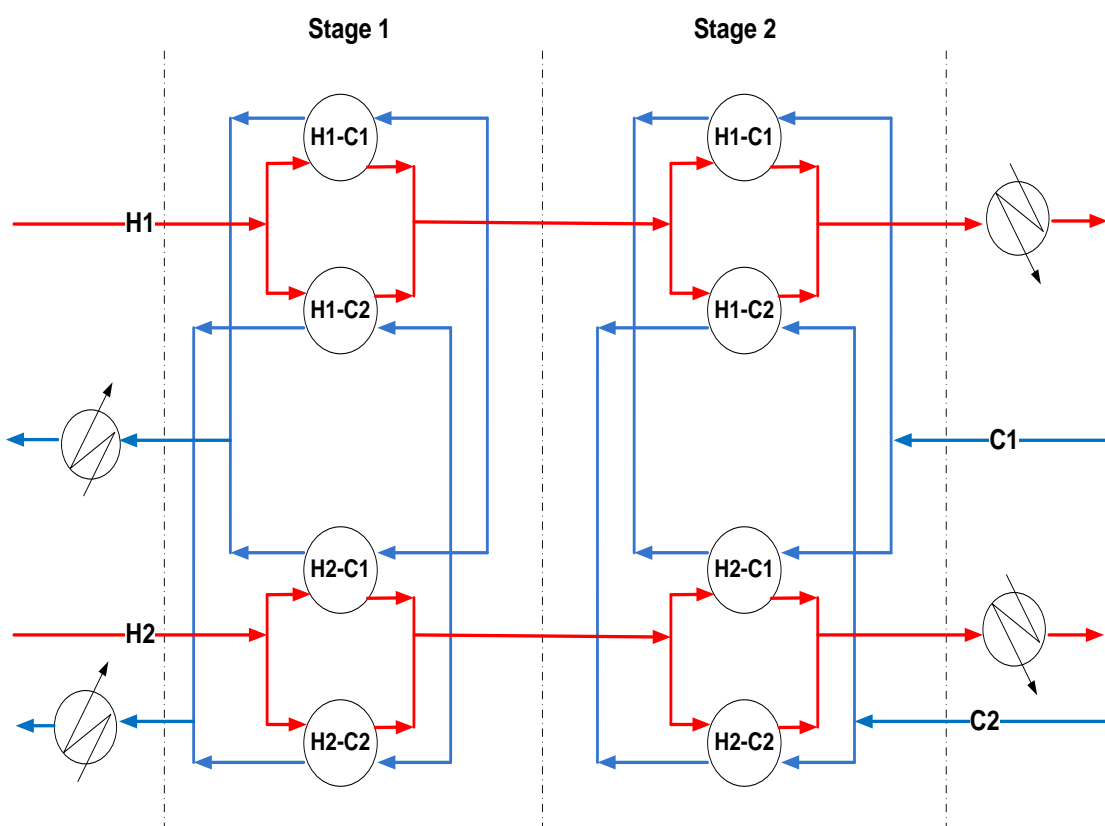 Stage 1
Stage 2
H1-C1
H1-C1
H1
H1-C2
H1-C2
C1
H2-C1
H2-C1
H2
C2
H2-C2
H2-C2